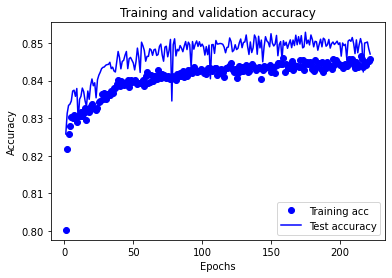 Training and validation accuracy
0.85
0.84
0.83
0.82
0.81
0.80
Accuracy
Training acc
Test accuracy
0
50
100
150
200
Epochs